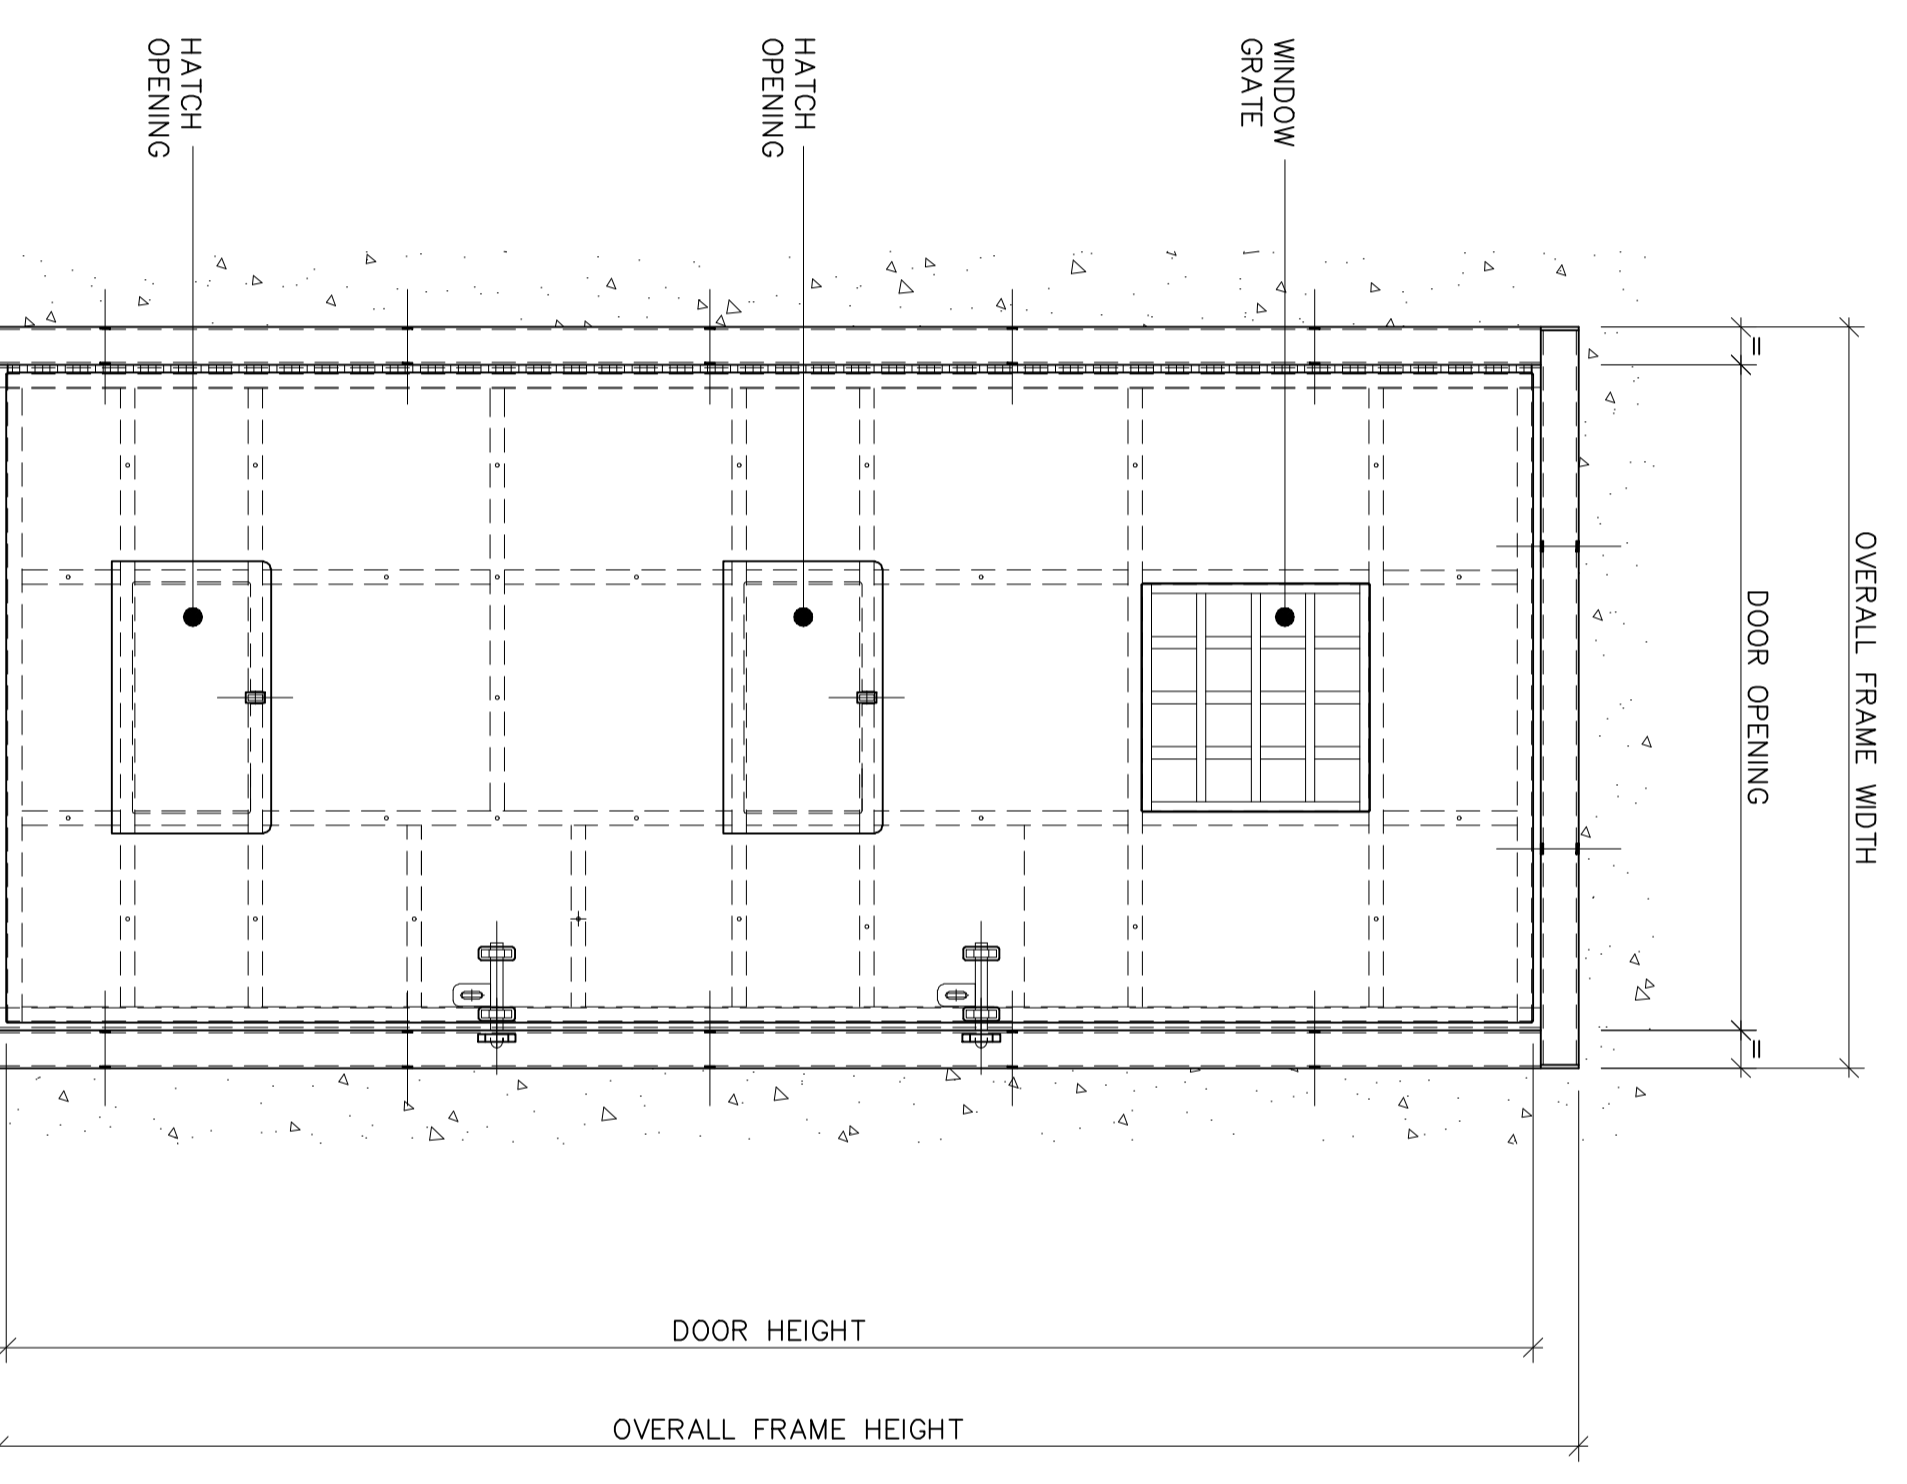 HATCH
OPENING
HATCH
OPENING
WINDOW
GRATE
=
DOOR OPENING
=
OVERALL FRAME WIDTH
DOOR HEIGHT
OVERALL FRAME HEIGHT